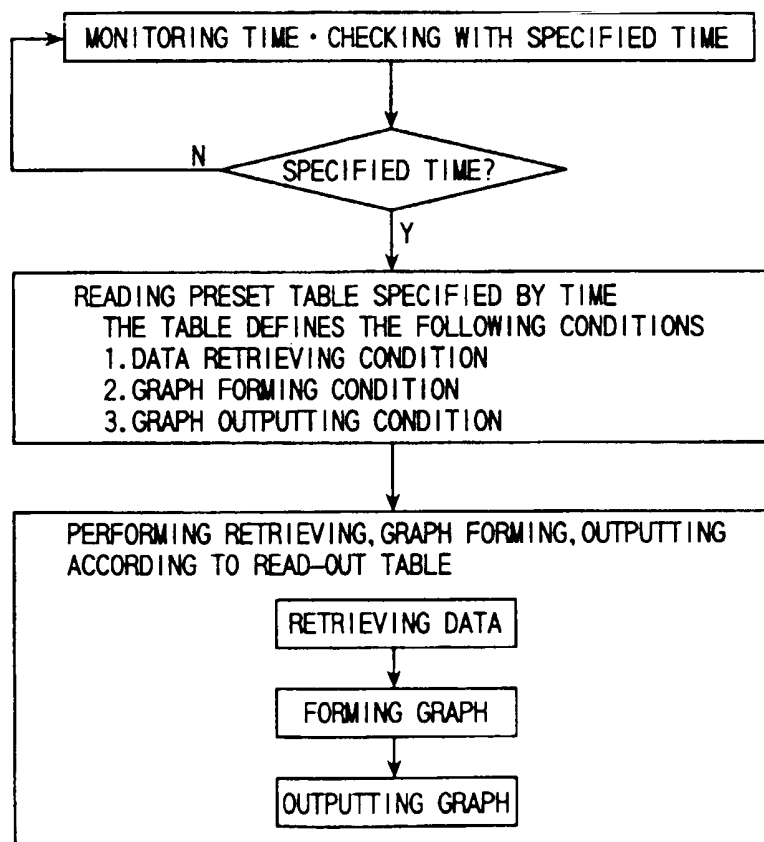 MONITORING TIME・CHECKING WITH SPECIFIED TIME
N
SPECIFIED TIME?
Y
READING PRESET TABLE SPECIFIED BY TIME
THE TABLE DEFINES THE FOLLOWING CONDITIONS
1.DATA RETRIEVING CONDITION
2.GRAPH FORMING CONDITION
3.GRAPH OUTPUTTING CONDITION
PERFORMING RETRIEVING,GRAPH FORMING,OUTPUTTING
ACCORDING TO READ-OUT TABLE
RETRIEVING DATA
FORMING GRAPH
OUTPUTTING GRAPH